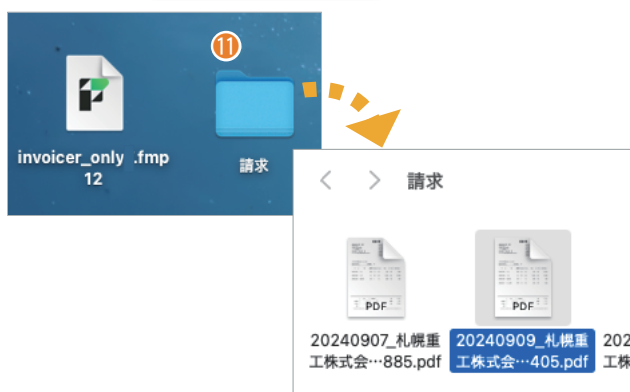 ⑪
invoicer_only .fmp
12
請求
請求
PDF
PDF
20240907_札幌重
工株式会…885.pdf
20240909_札幌重
工株式会…405.pdf
202
工株